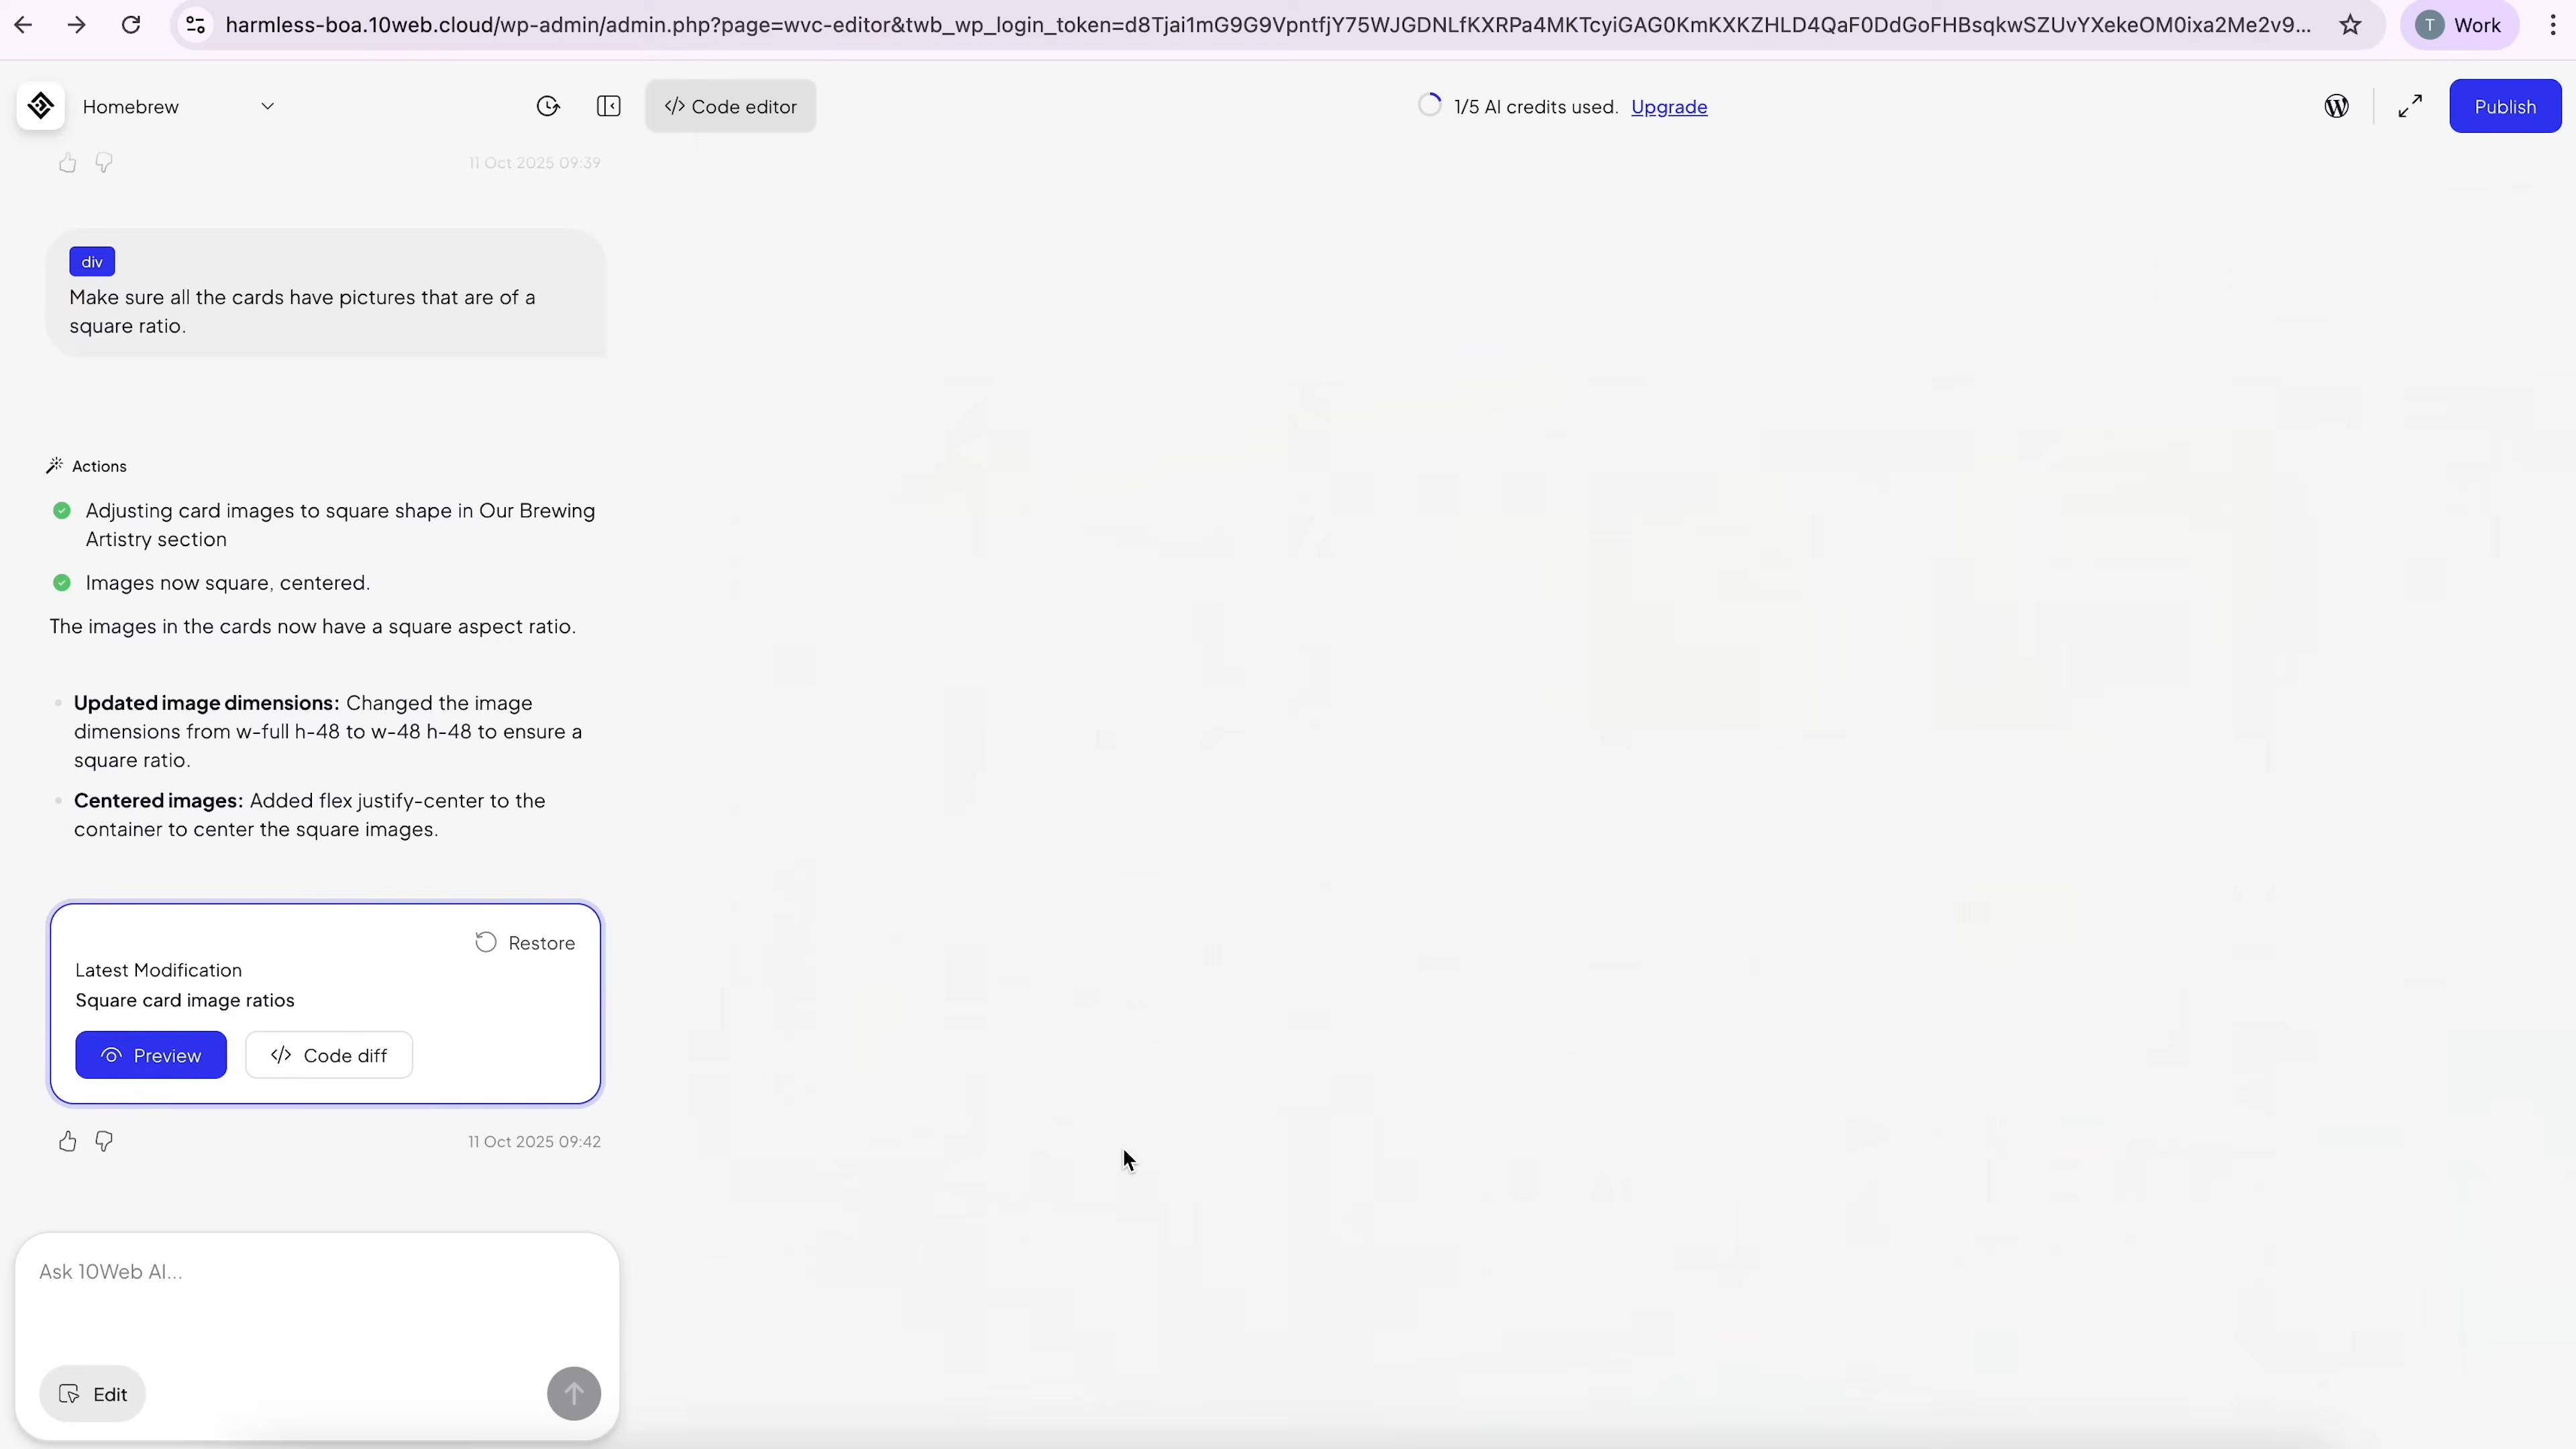 harmless-boa.10web.cloud/wp-admin/admin.php?page=wvc-editor&twb_wp_login_token=d8Tjai1mG9G9VpntfjY75WJGDNLfKXRPa4MKTcyiGAG0KmKXKZHLD4QaF0DdGoFHBsqkwSZUvYXekeOM0ixa2Me2v9...
T Work
Homebrew
</> Code editor
1/5 AI credits used. Upgrade
Publish
11 Oct 2025 09:39
div
Make sure all the cards have pictures that are of a
square ratio.
Actions
Adjusting card images to square shape in Our Brewing
Artistry section
Images now square, centered.
The images in the cards now have a square aspect ratio.
Updated image dimensions: Changed the image
dimensions from w-full h-48 to w-48 h-48 to ensure a
square ratio.
Centered images: Added flex justify-center to the
container to center the square images.
Restore
Latest Modification
Square card image ratios
Preview
</> Code diff
11 Oct 2025 09:42
Ask 10Web AI...
Edit